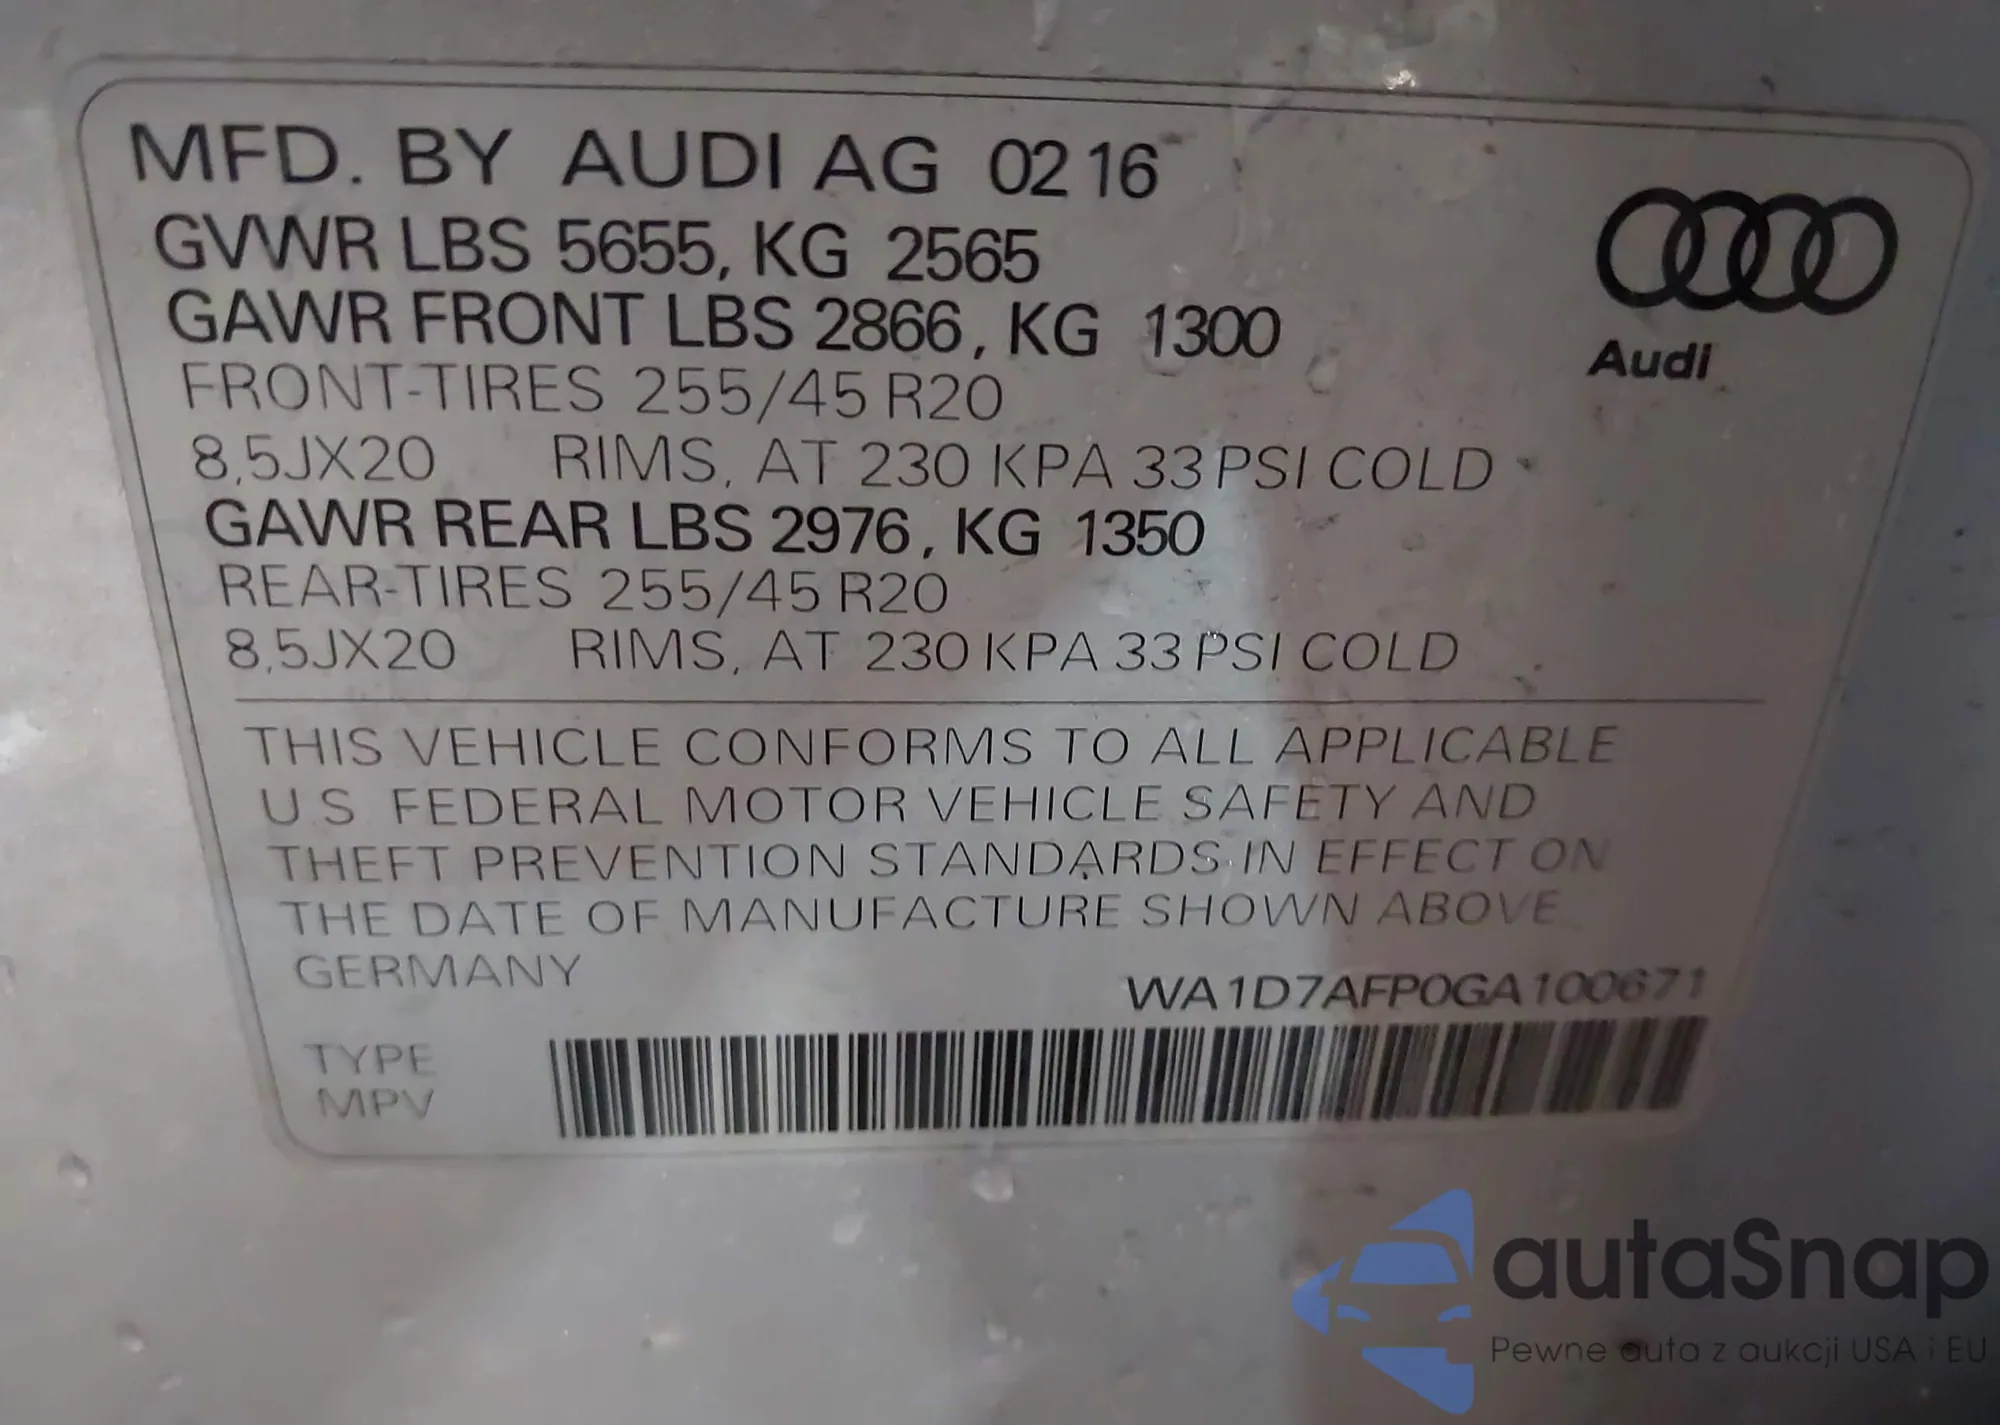 MFD. BY AUDI AG 02 16
GVWR LBS 5655, KG 2565
GAWR FRONT LBS 2866, KG 1300
FRONT-TIRES 255/45 R20
8,5JX20 RIMS, AT 230 KPA 33 PSI COLD
GAWR REAR LBS 2976, KG 1350
REAR-TIRES 255/45 R20
8,5JX20 RIMS, AT 230 KPA 33 PSI COLD
Audi
THIS VEHICLE CONFORMS TO ALL APPLICABLE
U.S. FEDERAL MOTOR VEHICLE SAFETY AND
THEFT PREVENTION STANDARDS IN EFFECT ON
THE DATE OF MANUFACTURE SHOWN ABOVE
GERMANY
WA1D7AFP0GA100671
TYPE
MPV
autaSnap
Pewne auta z aukcji USA i EU